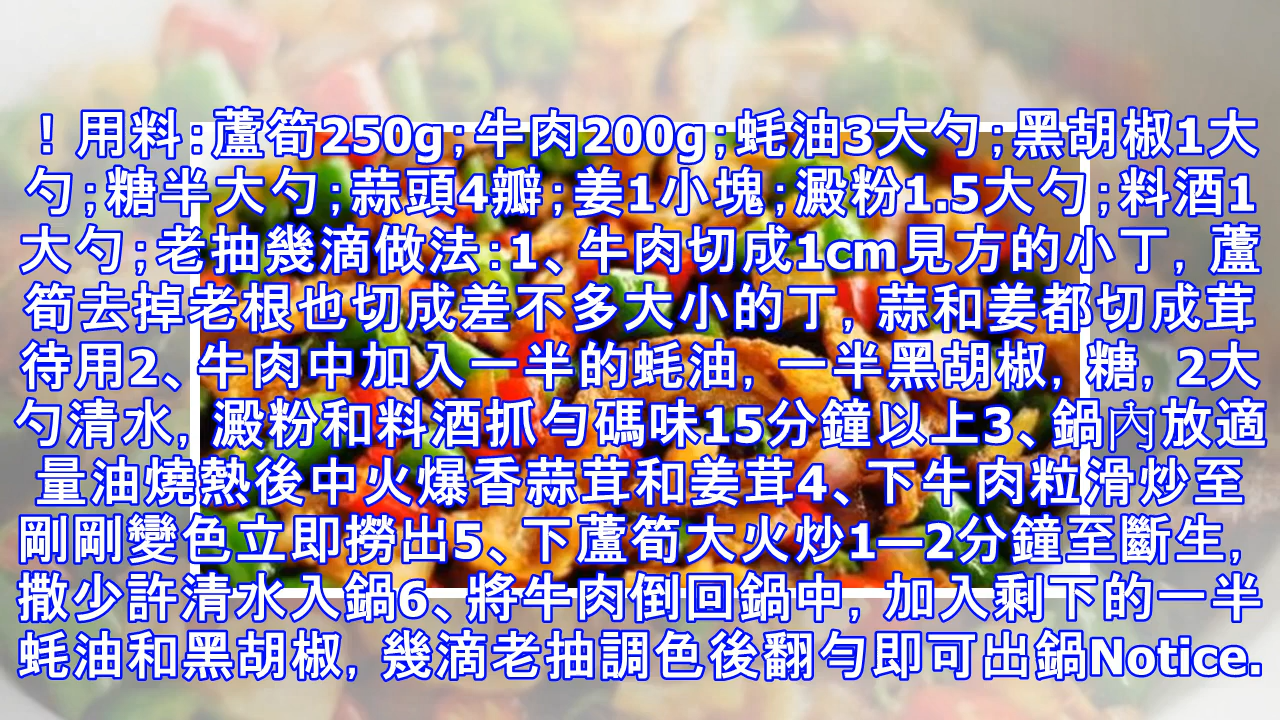 ！用料:蘆筍250g;牛肉200g;蚝油3大勺;黑胡椒1大
勺;糖半大勺;蒜頭4瓣;姜1小塊;澱粉1.5大勺;料酒1
大勺;老抽幾滴做法:1、牛肉切成1cm見方的小丁，蘆
筍去掉老根也切成差不多大小的丁，蒜和姜都切成茸
待用2、牛肉中加入一半的蚝油，一半黑胡椒，糖，2大
勺清水，澱粉和料酒抓勻碼味15分鐘以上3、鍋內放適
量油燒熱後中火爆香蒜茸和姜茸4、下牛肉粒滑炒至
剛剛變色立即撈出5、下蘆筍大火炒1—2分鐘至斷生，
撒少許清水入鍋6、將牛肉倒回鍋中，加入剩下的一半
蚝油和黑胡椒，幾滴老抽調色後翻勻即可出鍋Notice.